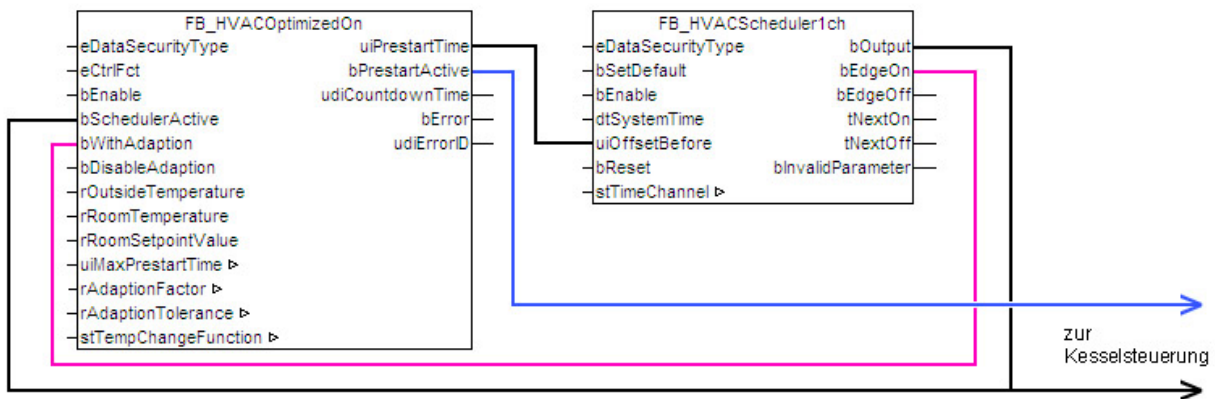 FB_HVACOptimizedOn
eDataSecurityType
uiPrestartTime
eCtrlFct
bPrestartActive
bEnable
udiCountdownTime
bSchedulerActive
bError
bWithAdaption
udiErrorID
bDisableAdaption
rOutsideTemperature
rRoomTemperature
rRoomSetpointValue
uiMaxPrestartTime
rAdaptionFactor
rAdaptionTolerance
stTempChangeFunction
FB_HVACScheduler1ch
eDataSecurityType
bOutput
bSetDefault
bEdgeOn
bEnable
bEdgeOff
dtSystemTime
tNextOn
uiOffsetBefore
tNextOff
bReset
bInvalidParameter
stTimeChannel
zur
Kesselsteuerung